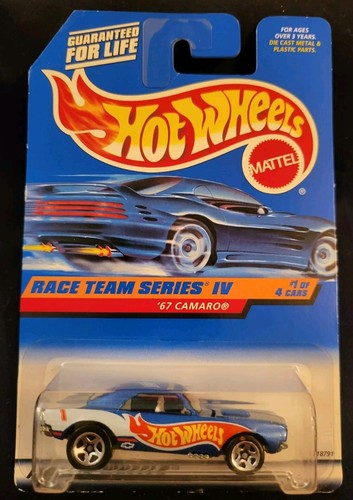 GUARANTEED
FOR LIFE
FOR AGES
OVER 3 YEARS.
DIE CAST METAL &
PLASTIC PARTS.
HOT WHEELS
MATTEL
®
RACE TEAM SERIES IV
#1 OF
4 CARS
'67 CAMARO®
HOT WHEELS
1
18791